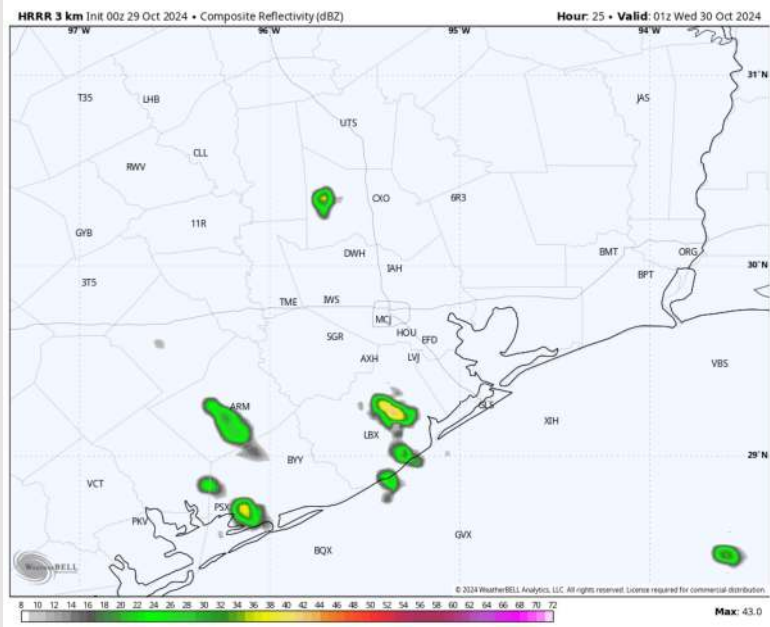 HRRR 3 km Init 00z 29 Oct 2024 • Composite Reflectivity (dBZ)
Hour: 25 • Valid: 01z Wed 30 Oct 2024
97°W 96°W 95°W 94°W
31°N
T35 LHB JAS
UTS
CLL
RWV
CXO 6R3
11R
GYB
DWH BMT ORG
IAH 30°N
BPT
3T5
TME IWS
MCJ
SGR HOU EFD
AXH LVJ
VBS
ARM GLS
XIH
LBX
BYY 29°N
VCT
PSX
PKV
GVX
BQX
WeatherBELL
© 2024 WeatherBELL Analytics, LLC. All rights reserved. License required for commercial distribution.
8 10 12 14 16 18 20 22 24 26 28 30 32 34 36 38 40 42 44 46 48 50 52 54 56 58 60 62 64 66 68 70 72
Max: 43.0